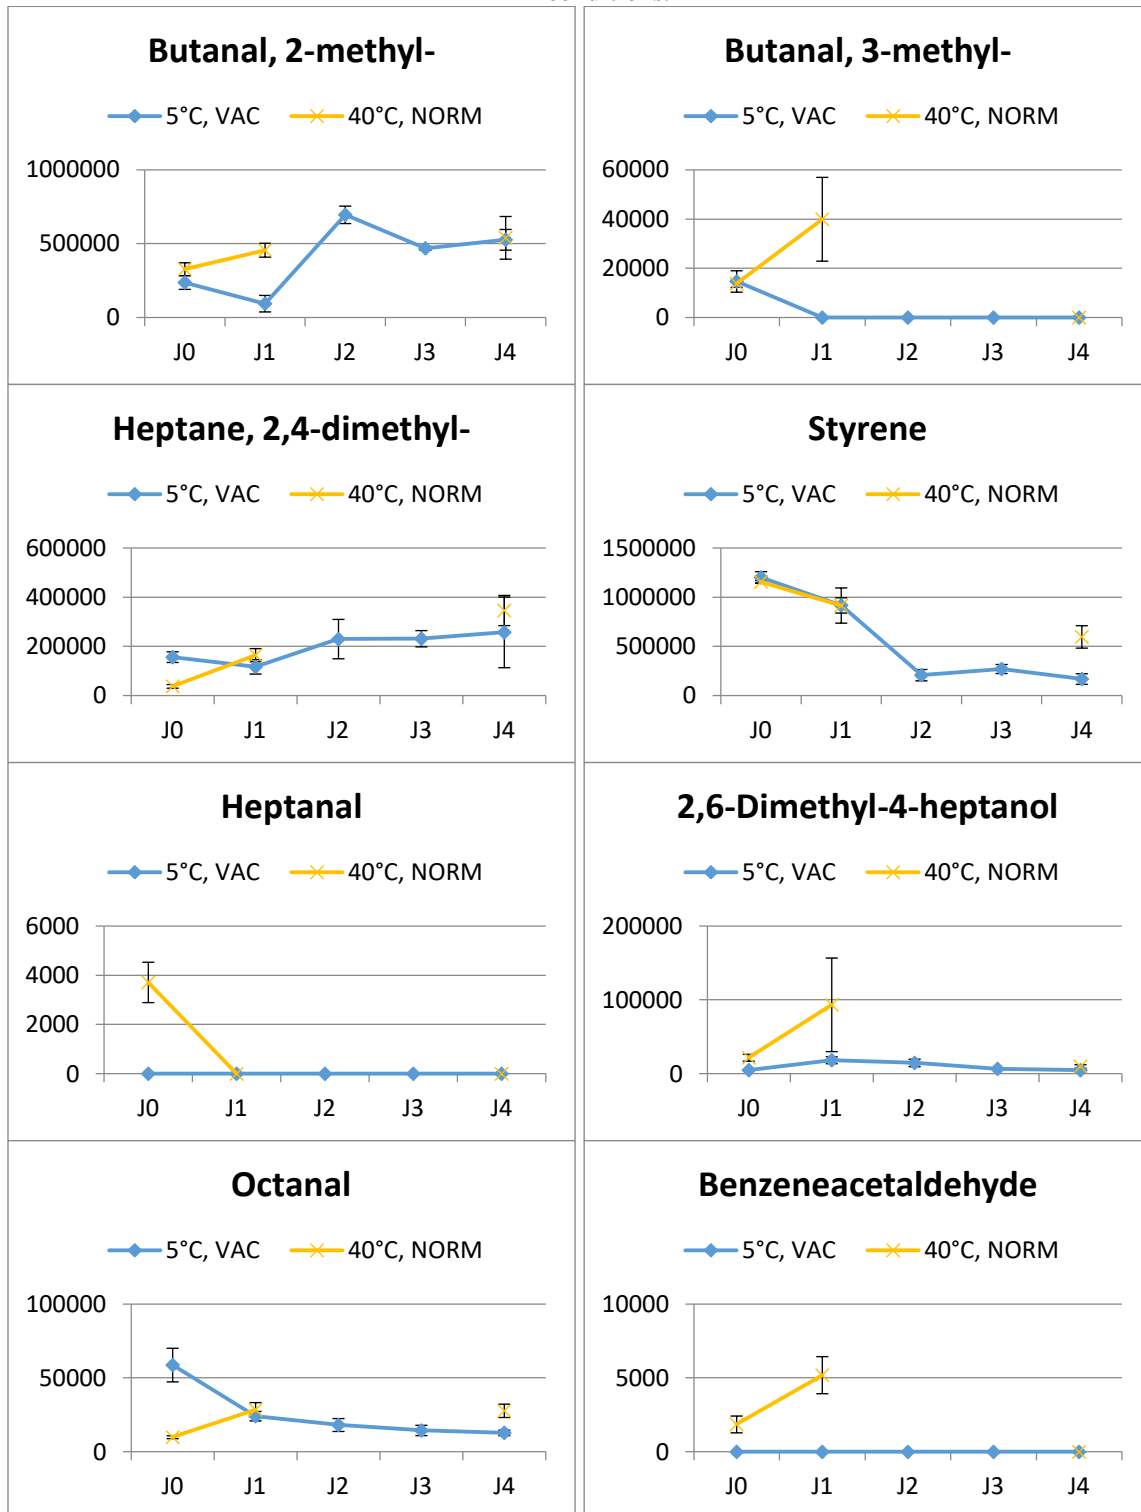 Butanal, 2-methyl-
5°C, VAC 40°C, NORM
1000000
500000
0
J0 J1 J2 J3 J4
Butanal, 3-methyl-
5°C, VAC 40°C, NORM
60000
40000
20000
0
J0 J1 J2 J3 J4
Heptane, 2,4-dimethyl-
5°C, VAC 40°C, NORM
600000
400000
200000
0
J0 J1 J2 J3 J4
Styrene
5°C, VAC 40°C, NORM
1500000
1000000
500000
0
J0 J1 J2 J3 J4
Heptanal
5°C, VAC 40°C, NORM
6000
4000
2000
0
J0 J1 J2 J3 J4
2,6-Dimethyl-4-heptanol
5°C, VAC 40°C, NORM
200000
100000
0
J0 J1 J2 J3 J4
Octanal
5°C, VAC 40°C, NORM
100000
50000
0
J0 J1 J2 J3 J4
Benzeneacetaldehyde
5°C, VAC 40°C, NORM
10000
5000
0
J0 J1 J2 J3 J4